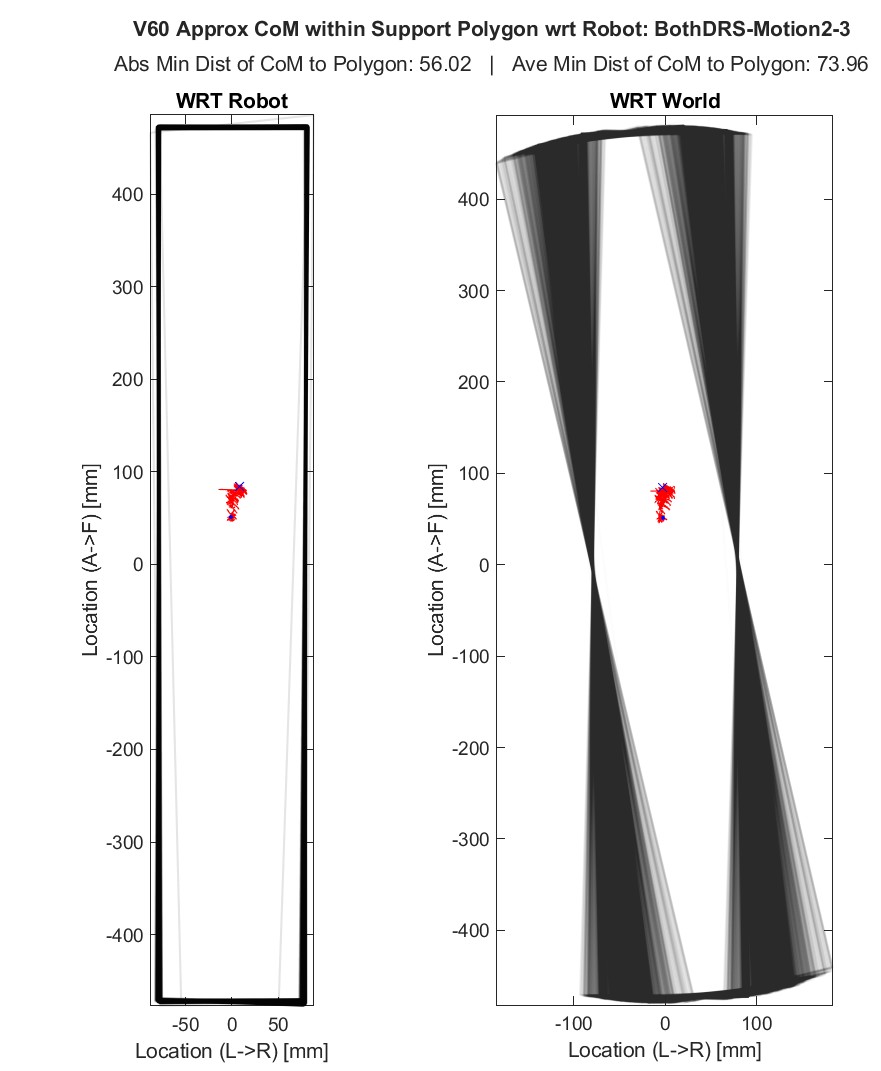 V60 Approx CoM within Support Polygon wrt Robot: BothDRS-Motion2-3
Abs Min Dist of CoM to Polygon: 56.02 | Ave Min Dist of CoM to Polygon: 73.96
WRT Robot
400
300
200
100
0
-100
-200
-300
-400
Location (A->F) [mm]
-50 0 50
Location (L->R) [mm]
WRT World
400
300
200
100
0
-100
-200
-300
-400
Location (A->F) [mm]
-100 0 100
Location (L->R) [mm]